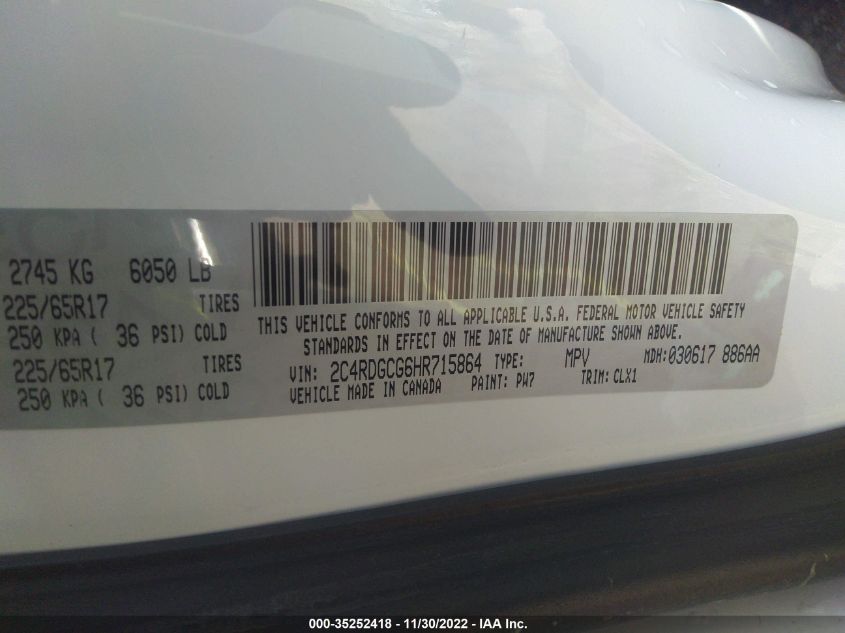 2745 KG 6050 LB
225/65R17 TIRES
250 KPA ( 36 PSI) COLD
225/65R17 TIRES
250 KPA ( 36 PSI) COLD
THIS VEHICLE CONFORMS TO ALL APPLICABLE U.S.A. FEDERAL MOTOR VEHICLE SAFETY
STANDARDS IN EFFECT ON THE DATE OF MANUFACTURE SHOWN ABOVE.
VIN: 2C4RDGCG6HR715864 TYPE: MPV MDH:030617 886AA
VEHICLE MADE IN CANADA PAINT: PW7 TRIM: CLX1
000-35252418 - 11/30/2022 - IAA Inc.